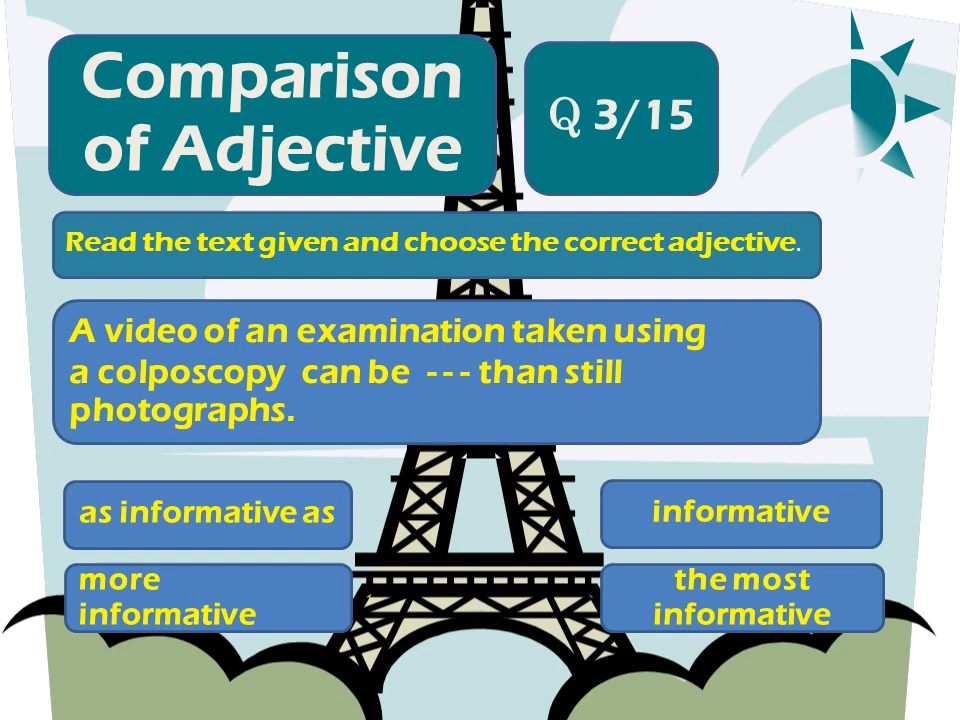 Comparison
of Adjective
Q 3/15
Read the text given and choose the correct adjective.
A video of an examination taken using
a colposcopy can be --- than still
photographs.
as informative as
informative
more
informative
the most
informative